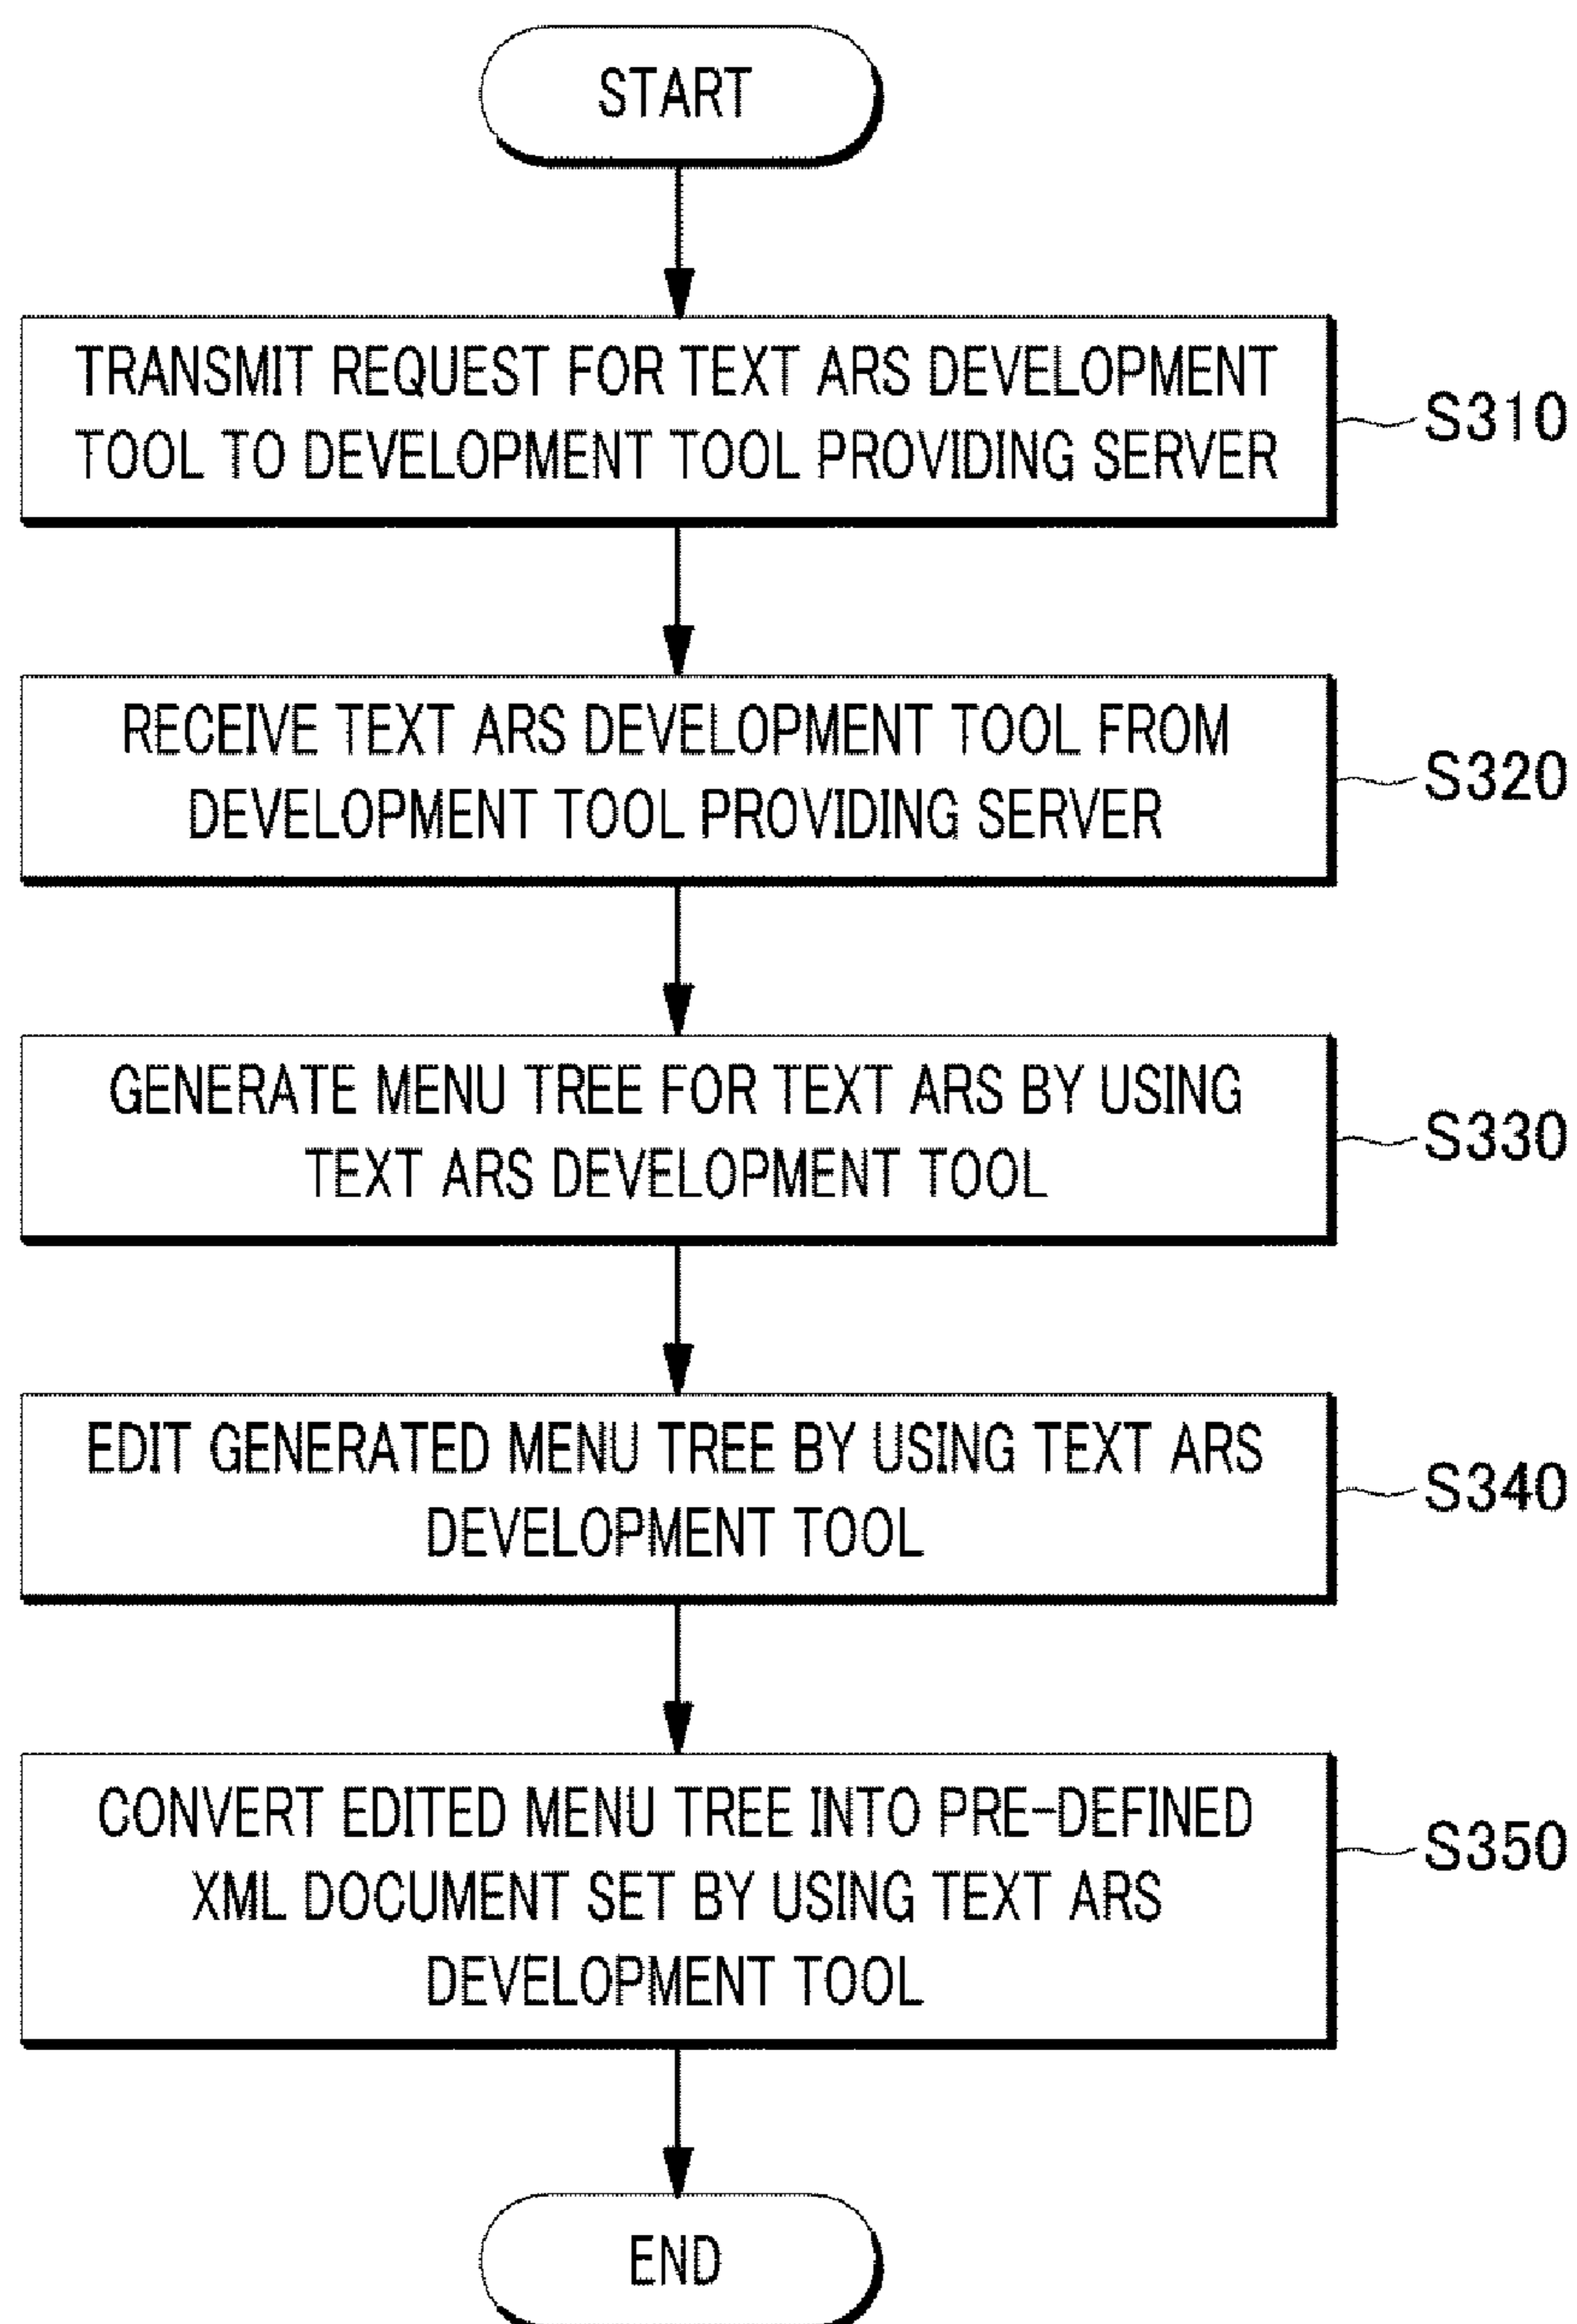 START
TRANSMIT REQUEST FOR TEXT ARS DEVELOPMENT
TOOL TO DEVELOPMENT TOOL PROVIDING SERVER
S310
RECEIVE TEXT ARS DEVELOPMENT TOOL FROM
DEVELOPMENT TOOL PROVIDING SERVER
S320
GENERATE MENU TREE FOR TEXT ARS BY USING
TEXT ARS DEVELOPMENT TOOL
S330
EDIT GENERATED MENU TREE BY USING TEXT ARS
DEVELOPMENT TOOL
S340
CONVERT EDITED MENU TREE INTO PRE-DEFINED
XML DOCUMENT SET BY USING TEXT ARS
DEVELOPMENT TOOL
S350
END